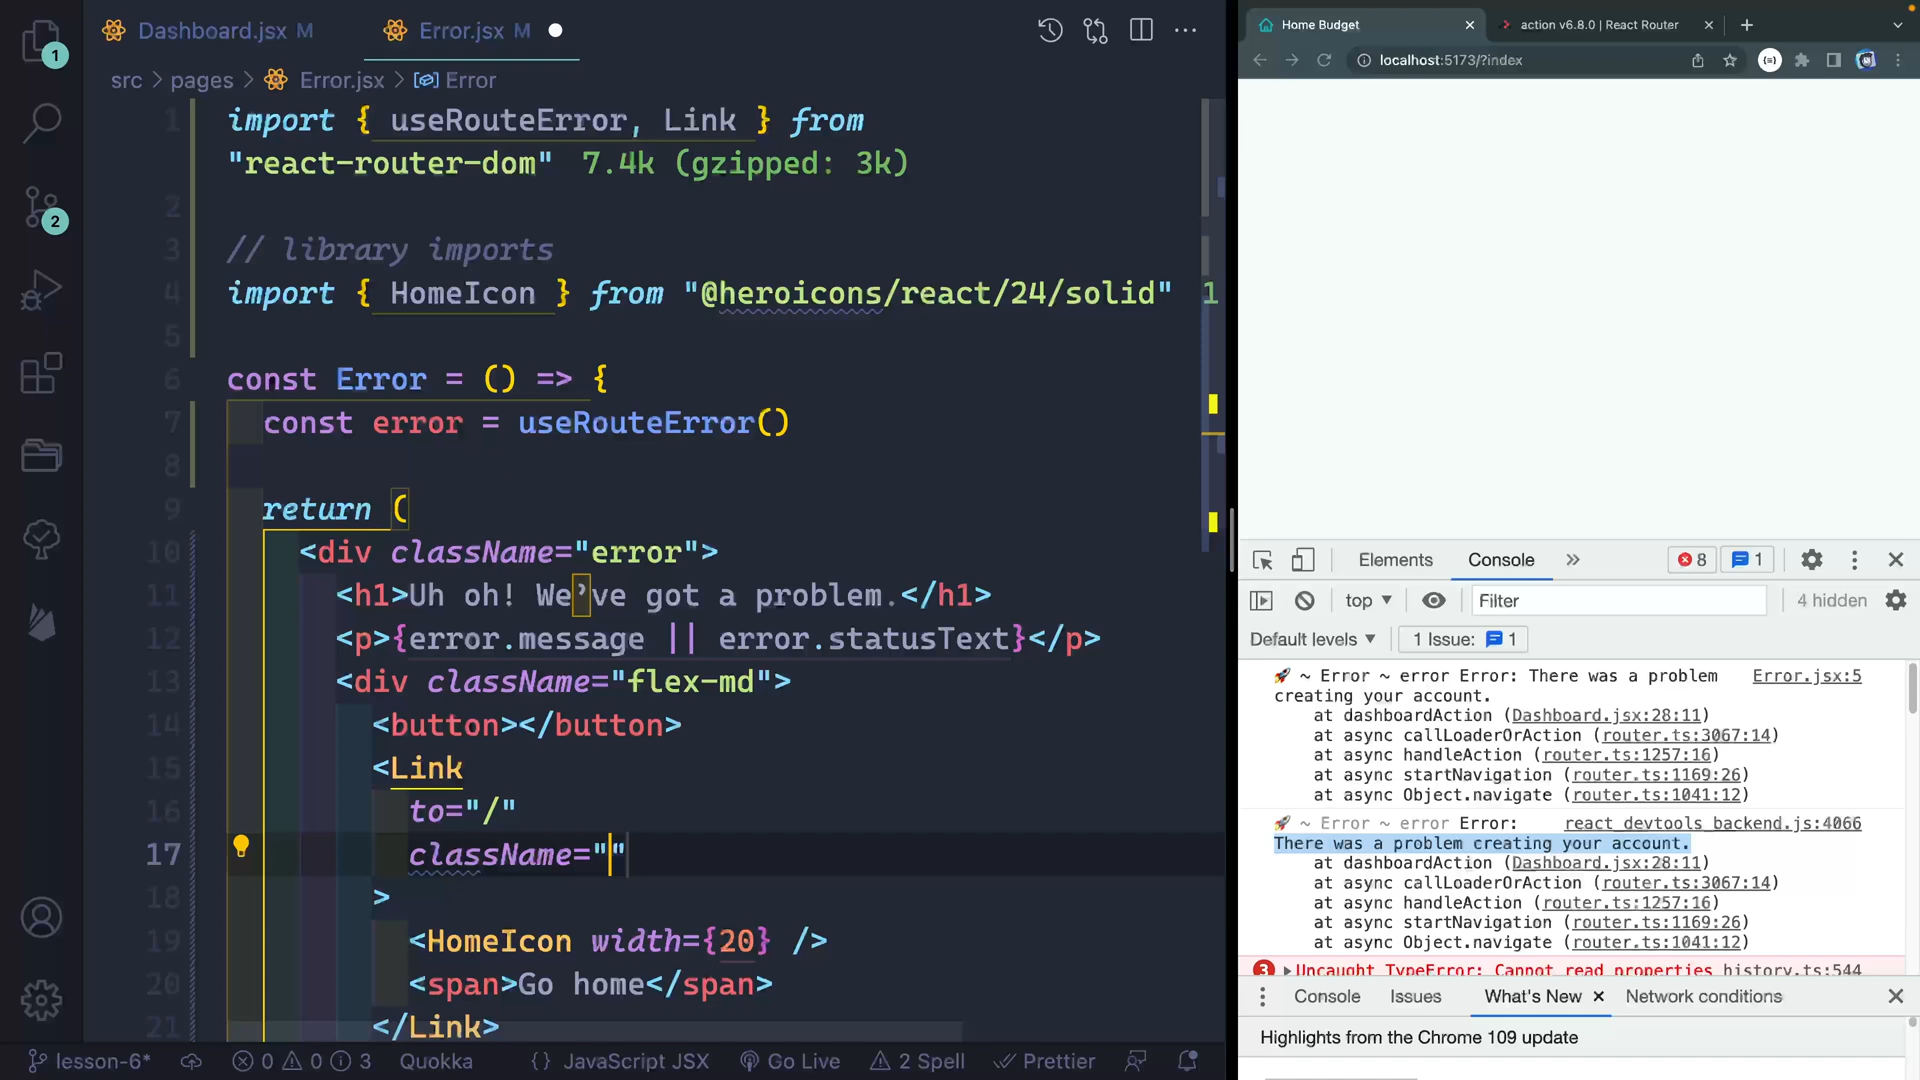 Dashboard.jsx M
Error.jsx M
src > pages > Error.jsx > Error
1 import { useRouteError, Link } from
"react-router-dom" 7.4k (gzipped: 3k)
2
3 // library imports
4 import { HomeIcon } from "@heroicons/react/24/solid" 1
5
6 const Error = () => {
7 const error = useRouteError()
8
9 return (
10 <div className="error">
11 <h1>Uh oh! We’ve got a problem.</h1>
12 <p>{error.message || error.statusText}</p>
13 <div className="flex-md">
14 <button></button>
15 <Link
16 to="/"
17 className=""
18 >
19 <HomeIcon width={20} />
20 <span>Go home</span>
21 </Link>
1
2
lesson-6* 0 0 3 Quokka {} JavaScript JSX Go Live 2 Spell Prettier
Home Budget
action v6.8.0 | React Router
localhost:5173/?index
Elements Console 8 1
top Filter 4 hidden
Default levels 1 Issue: 1
🚀 ~ Error ~ error Error: There was a problem Error.jsx:5
creating your account.
at dashboardAction (Dashboard.jsx:28:11)
at async callLoaderOrAction (router.ts:3067:14)
at async handleAction (router.ts:1257:16)
at async startNavigation (router.ts:1169:26)
at async Object.navigate (router.ts:1041:12)
🚀 ~ Error ~ error Error: react_devtools_backend.js:4066
There was a problem creating your account.
at dashboardAction (Dashboard.jsx:28:11)
at async callLoaderOrAction (router.ts:3067:14)
at async handleAction (router.ts:1257:16)
at async startNavigation (router.ts:1169:26)
at async Object.navigate (router.ts:1041:12)
3 Uncaught TypeError: Cannot read properties history.ts:544
Console Issues What's New Network conditions
Highlights from the Chrome 109 update